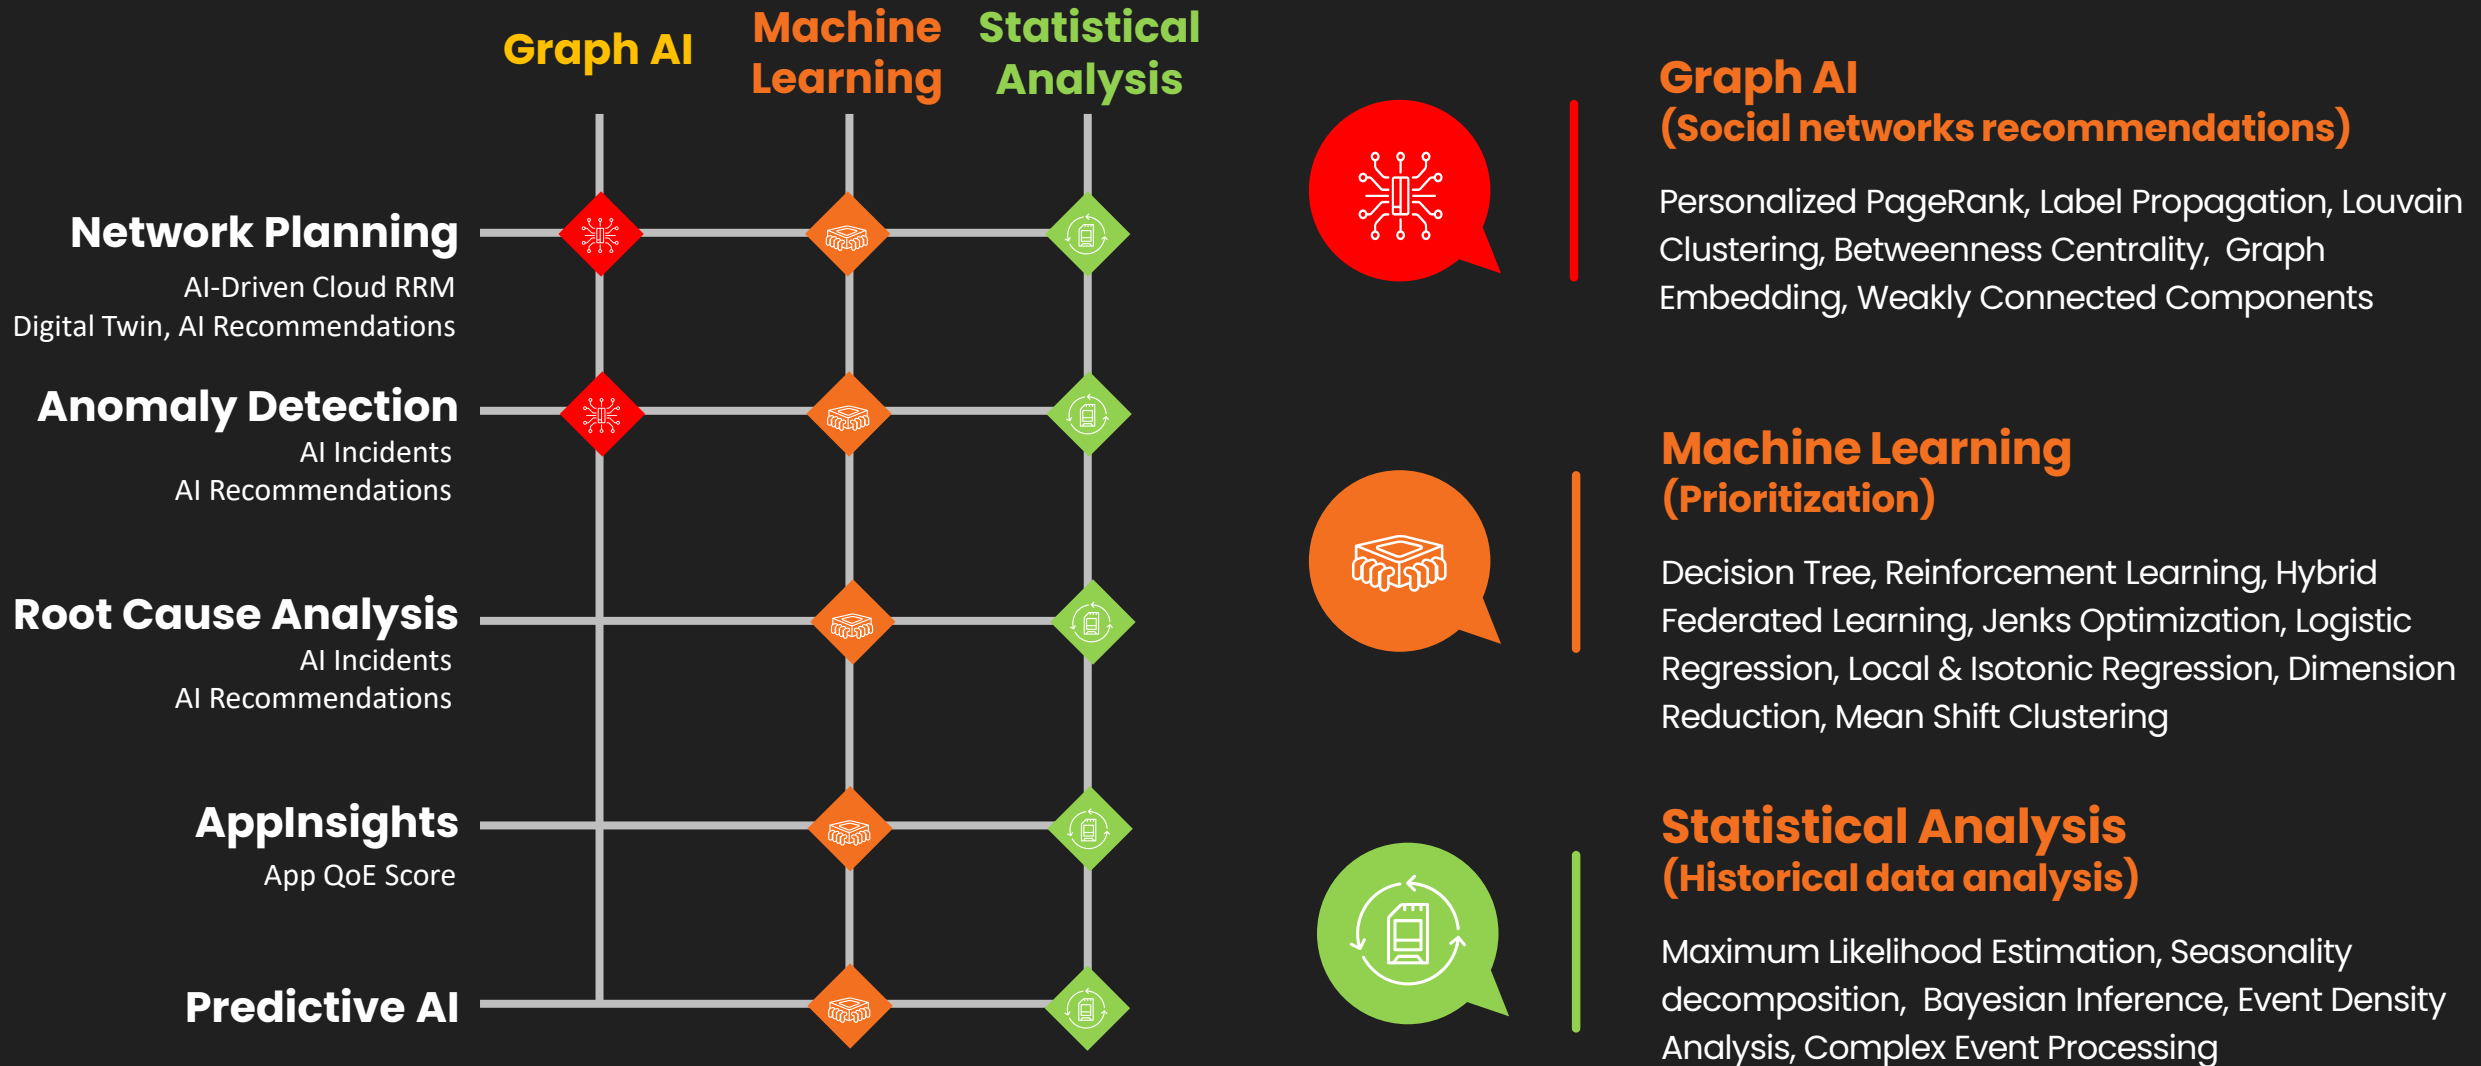 Graph AI
Machine
Learning
Statistical
Analysis
Network Planning
AI-Driven Cloud RRM
Digital Twin, AI Recommendations
Anomaly Detection
AI Incidents
AI Recommendations
Root Cause Analysis
AI Incidents
AI Recommendations
AppInsights
App QoE Score
Predictive AI
Graph AI
(Social networks recommendations)
Personalized PageRank, Label Propagation, Louvain
Clustering, Betweenness Centrality, Graph
Embedding, Weakly Connected Components
Machine Learning
(Prioritization)
Decision Tree, Reinforcement Learning, Hybrid
Federated Learning, Jenks Optimization, Logistic
Regression, Local & Isotonic Regression, Dimension
Reduction, Mean Shift Clustering
Statistical Analysis
(Historical data analysis)
Maximum Likelihood Estimation, Seasonality
decomposition, Bayesian Inference, Event Density
Analysis, Complex Event Processing